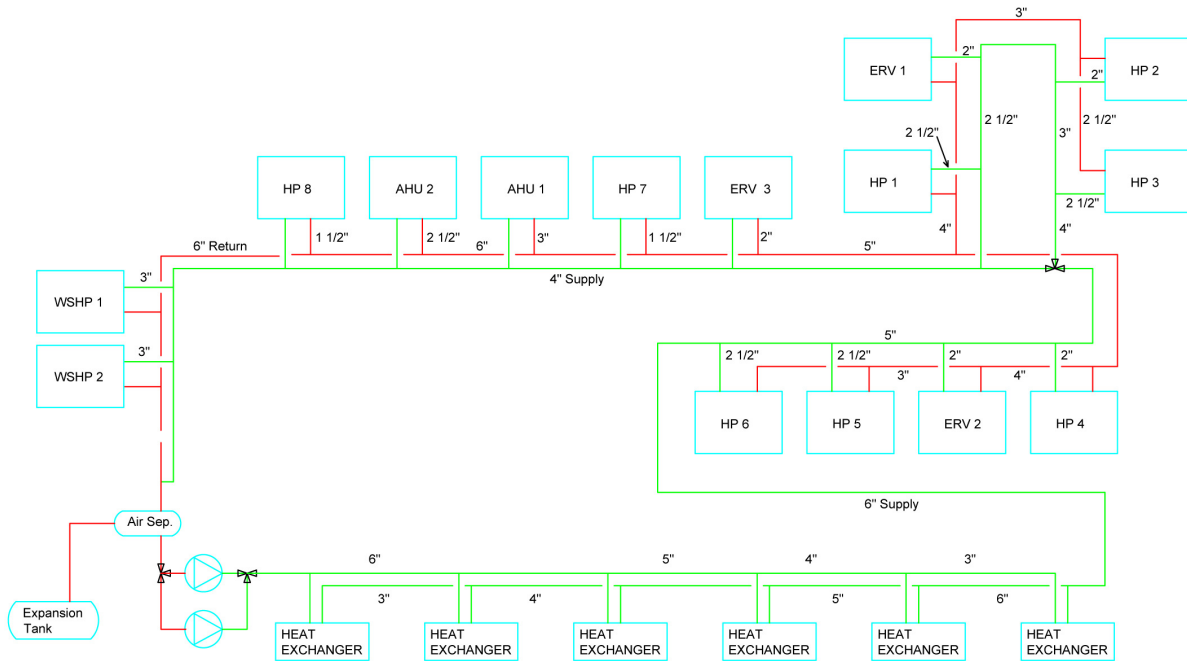 3"
ERV 1
2"
2"
HP 2
2 1/2"
2 1/2"
3"
2 1/2"
HP 1
HP 3
2 1/2"
4"
4"
HP 8
AHU 2
AHU 1
HP 7
ERV 3
6" Return
1 1/2"
2 1/2"
6"
3"
1 1/2"
2"
5"
4" Supply
3"
WSHP 1
3"
WSHP 2
5"
2 1/2"
2 1/2"
2"
2"
3"
4"
HP 6
HP 5
ERV 2
HP 4
6" Supply
Air Sep.
6"
5"
4"
3"
3"
4"
5"
6"
Expansion
Tank
HEAT
EXCHANGER
HEAT
EXCHANGER
HEAT
EXCHANGER
HEAT
EXCHANGER
HEAT
EXCHANGER
HEAT
EXCHANGER